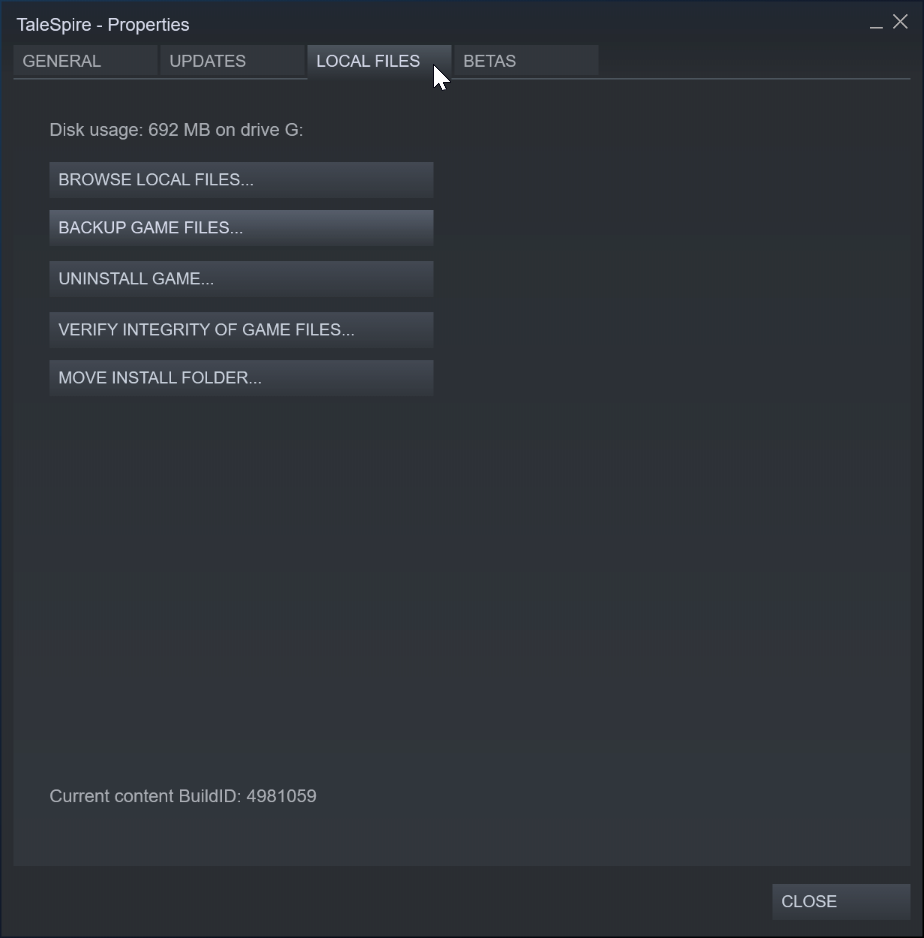 TaleSpire - Properties
GENERAL UPDATES LOCAL FILES BETAS
Disk usage: 692 MB on drive G:
BROWSE LOCAL FILES...
BACKUP GAME FILES...
UNINSTALL GAME...
VERIFY INTEGRITY OF GAME FILES...
MOVE INSTALL FOLDER...
Current content BuildID: 4981059
CLOSE